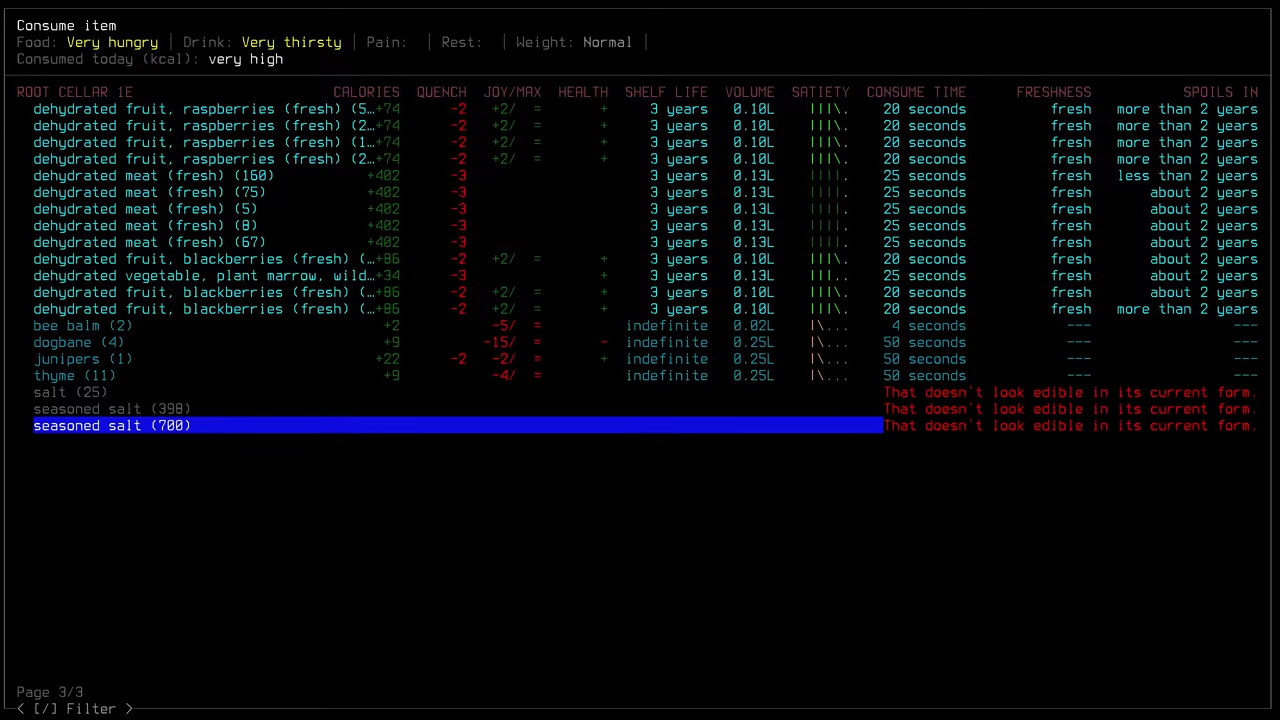 Consume item
Food: Very hungry | Drink: Very thirsty | Pain: | Rest: | Weight: Normal |
Consumed today (kcal): very high
ROOT CELLAR 1E CALORIES QUENCH JOY/MAX HEALTH SHELF LIFE VOLUME SATIETY CONSUME TIME FRESHNESS SPOILS IN
dehydrated fruit, raspberries (fresh) (5…+74 -2 +2/ = + 3 years 0.10L |||\. 20 seconds fresh more than 2 years
dehydrated fruit, raspberries (fresh) (2…+74 -2 +2/ = + 3 years 0.10L |||\. 20 seconds fresh more than 2 years
dehydrated fruit, raspberries (fresh) (1…+74 -2 +2/ = + 3 years 0.10L |||\. 20 seconds fresh more than 2 years
dehydrated fruit, raspberries (fresh) (2…+74 -2 +2/ = + 3 years 0.10L |||\. 20 seconds fresh more than 2 years
dehydrated meat (fresh) (160) +402 -3 3 years 0.13L ||||. 25 seconds fresh less than 2 years
dehydrated meat (fresh) (75) +402 -3 3 years 0.13L ||||. 25 seconds fresh about 2 years
dehydrated meat (fresh) (5) +402 -3 3 years 0.13L ||||. 25 seconds fresh about 2 years
dehydrated meat (fresh) (8) +402 -3 3 years 0.13L ||||. 25 seconds fresh about 2 years
dehydrated meat (fresh) (67) +402 -3 3 years 0.13L ||||. 25 seconds fresh about 2 years
dehydrated fruit, blackberries (fresh) (…+86 -2 +2/ = + 3 years 0.10L |||\. 20 seconds fresh about 2 years
dehydrated vegetable, plant marrow, wild…+34 -3 + 3 years 0.13L ||\.. 25 seconds fresh about 2 years
dehydrated fruit, blackberries (fresh) (…+86 -2 +2/ = + 3 years 0.10L |||\. 20 seconds fresh about 2 years
dehydrated fruit, blackberries (fresh) (…+86 -2 +2/ = + 3 years 0.10L |||\. 20 seconds fresh more than 2 years
bee balm (2) +2 -5/ = indefinite 0.02L |\... 4 seconds --- ---
dogbane (4) +9 -15/ = - indefinite 0.25L |\... 50 seconds --- ---
junipers (1) +22 -2 -2/ = + indefinite 0.25L |\... 50 seconds --- ---
thyme (11) +9 -4/ = indefinite 0.25L |\... 50 seconds --- ---
salt (25) That doesn't look edible in its current form.
seasoned salt (398) That doesn't look edible in its current form.
seasoned salt (700) That doesn't look edible in its current form.
Page 3/3
< [/] Filter >